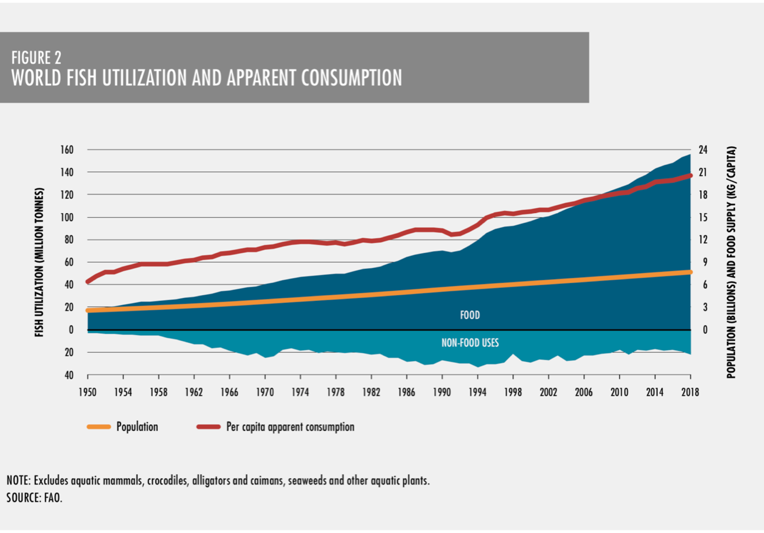 FIGURE 2
WORLD FISH UTILIZATION AND APPARENT CONSUMPTION
FISH UTILIZATION (MILLION TONNES)
160
140
120
100
80
60
40
20
0
20
40
24
21
18
15
12
9
6
3
0
POPULATION (BILLIONS) AND FOOD SUPPLY (KG/CAPITA)
FOOD
NON-FOOD USES
1950 1954 1958 1962 1966 1970 1974 1978 1982 1986 1990 1994 1998 2002 2006 2010 2014 2018
Population Per capita apparent consumption
NOTE: Excludes aquatic mammals, crocodiles, alligators and caimans, seaweeds and other aquatic plants.
SOURCE: FAO.